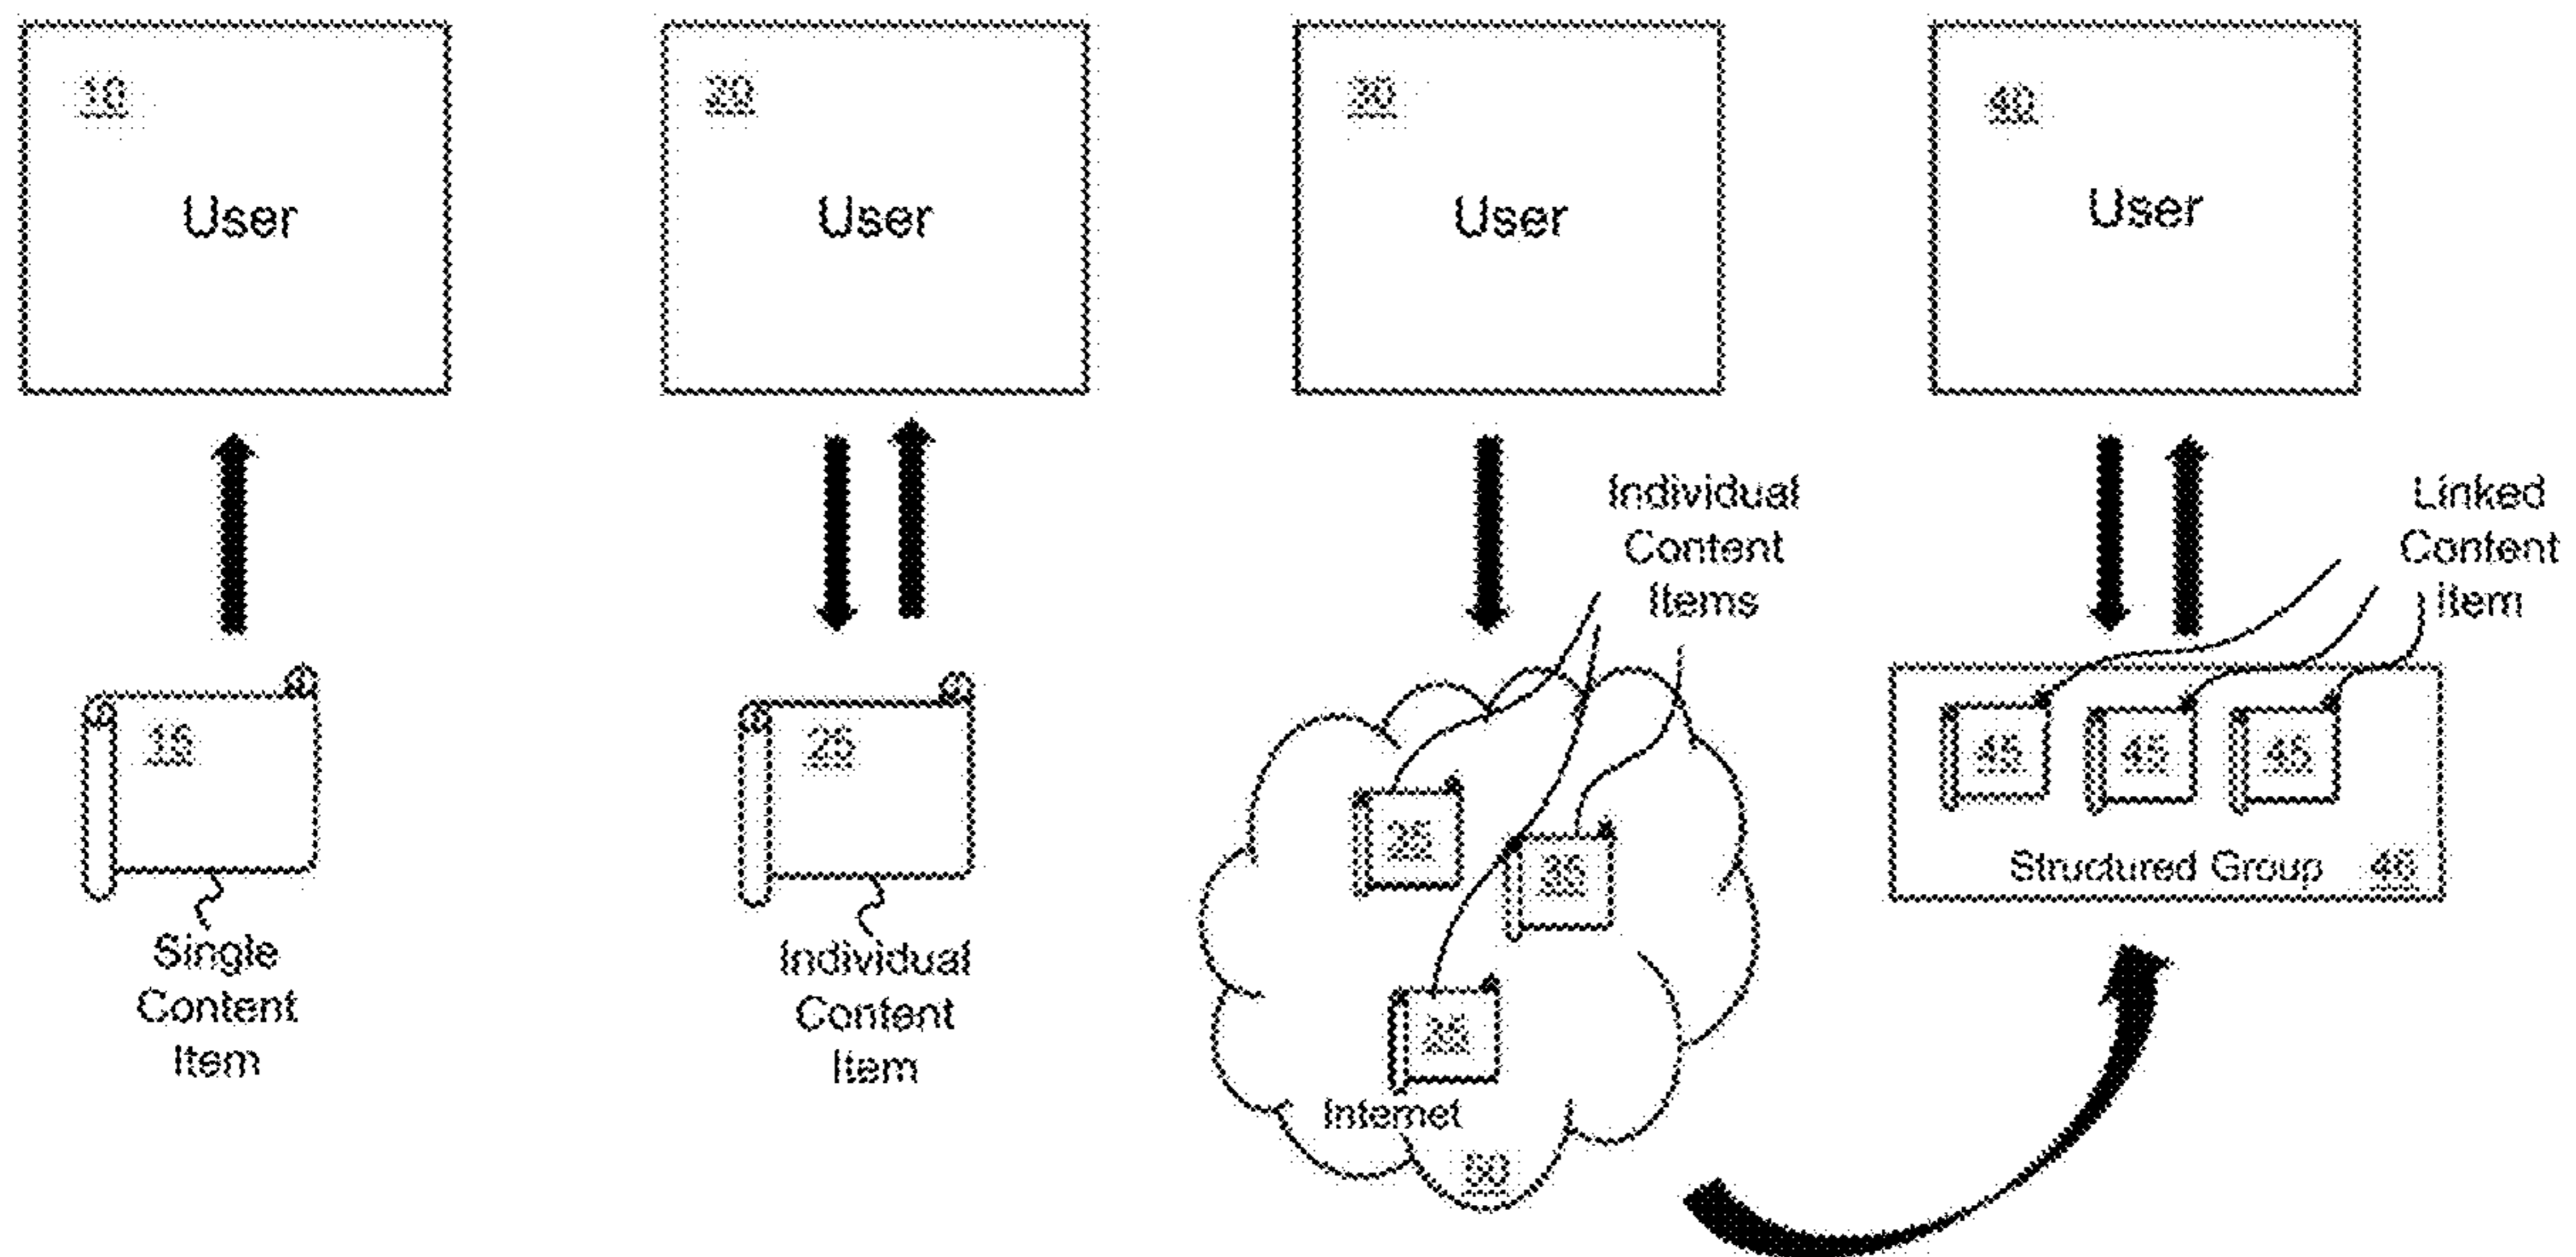 10
User
20
User
30
User
40
User
Individual
Content
Items
Linked
Content
Item
15
Single
Content
Item
25
Individual
Content
Item
35
35
35
Internet
50
45
45
45
Structured Group